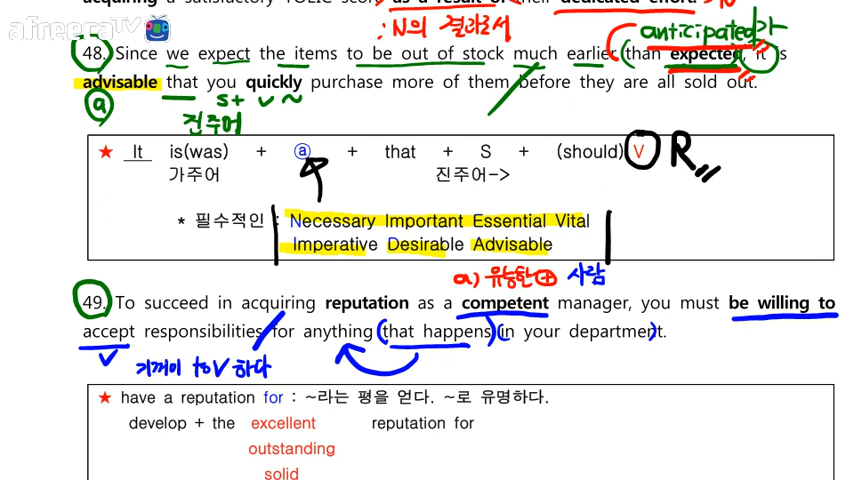 acquiring a satisfactory TOEIC score as a result of their dedicated effort.
: N의 결과로서
anticipated가
afreecaTV
48. Since we expect the items to be out of stock much earlier (than expected, it is
advisable that you quickly purchase more of them before they are all sold out.
ⓐ S+ V ~
진주어
★ It is(was) + ⓐ + that + S + (should) V R
가주어 진주어->
* 필수적인 : Necessary Important Essential Vital
Imperative Desirable Advisable
a) 유능한 ⊕ 사람
49. To succeed in acquiring reputation as a competent manager, you must be willing to
accept responsibilities for anything (that happens) (in your department).
기꺼이 to V 하다
★ have a reputation for : ~라는 평을 얻다. ~로 유명하다.
develop + the excellent reputation for
outstanding
solid